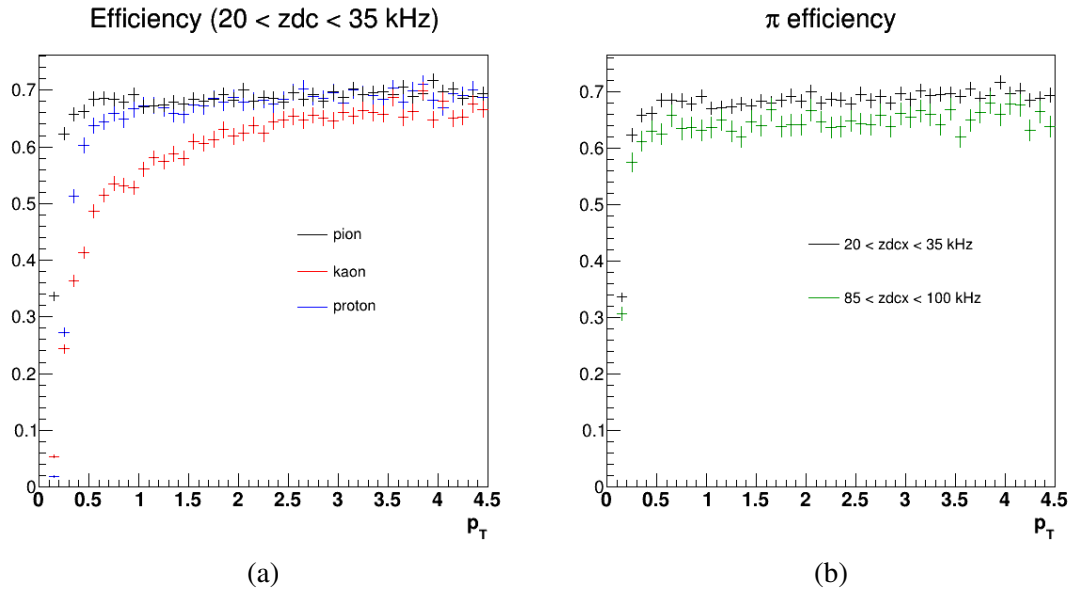 Efficiency (20 < zdc < 35 kHz)
0.7
0.6
0.5
0.4
0.3
0.2
0.1
0
pion
kaon
proton
0 0.5 1 1.5 2 2.5 3 3.5 4 4.5
p_T
(a)
π efficiency
0.7
0.6
0.5
0.4
0.3
0.2
0.1
0
20 < zdcx < 35 kHz
85 < zdcx < 100 kHz
0 0.5 1 1.5 2 2.5 3 3.5 4 4.5
p_T
(b)